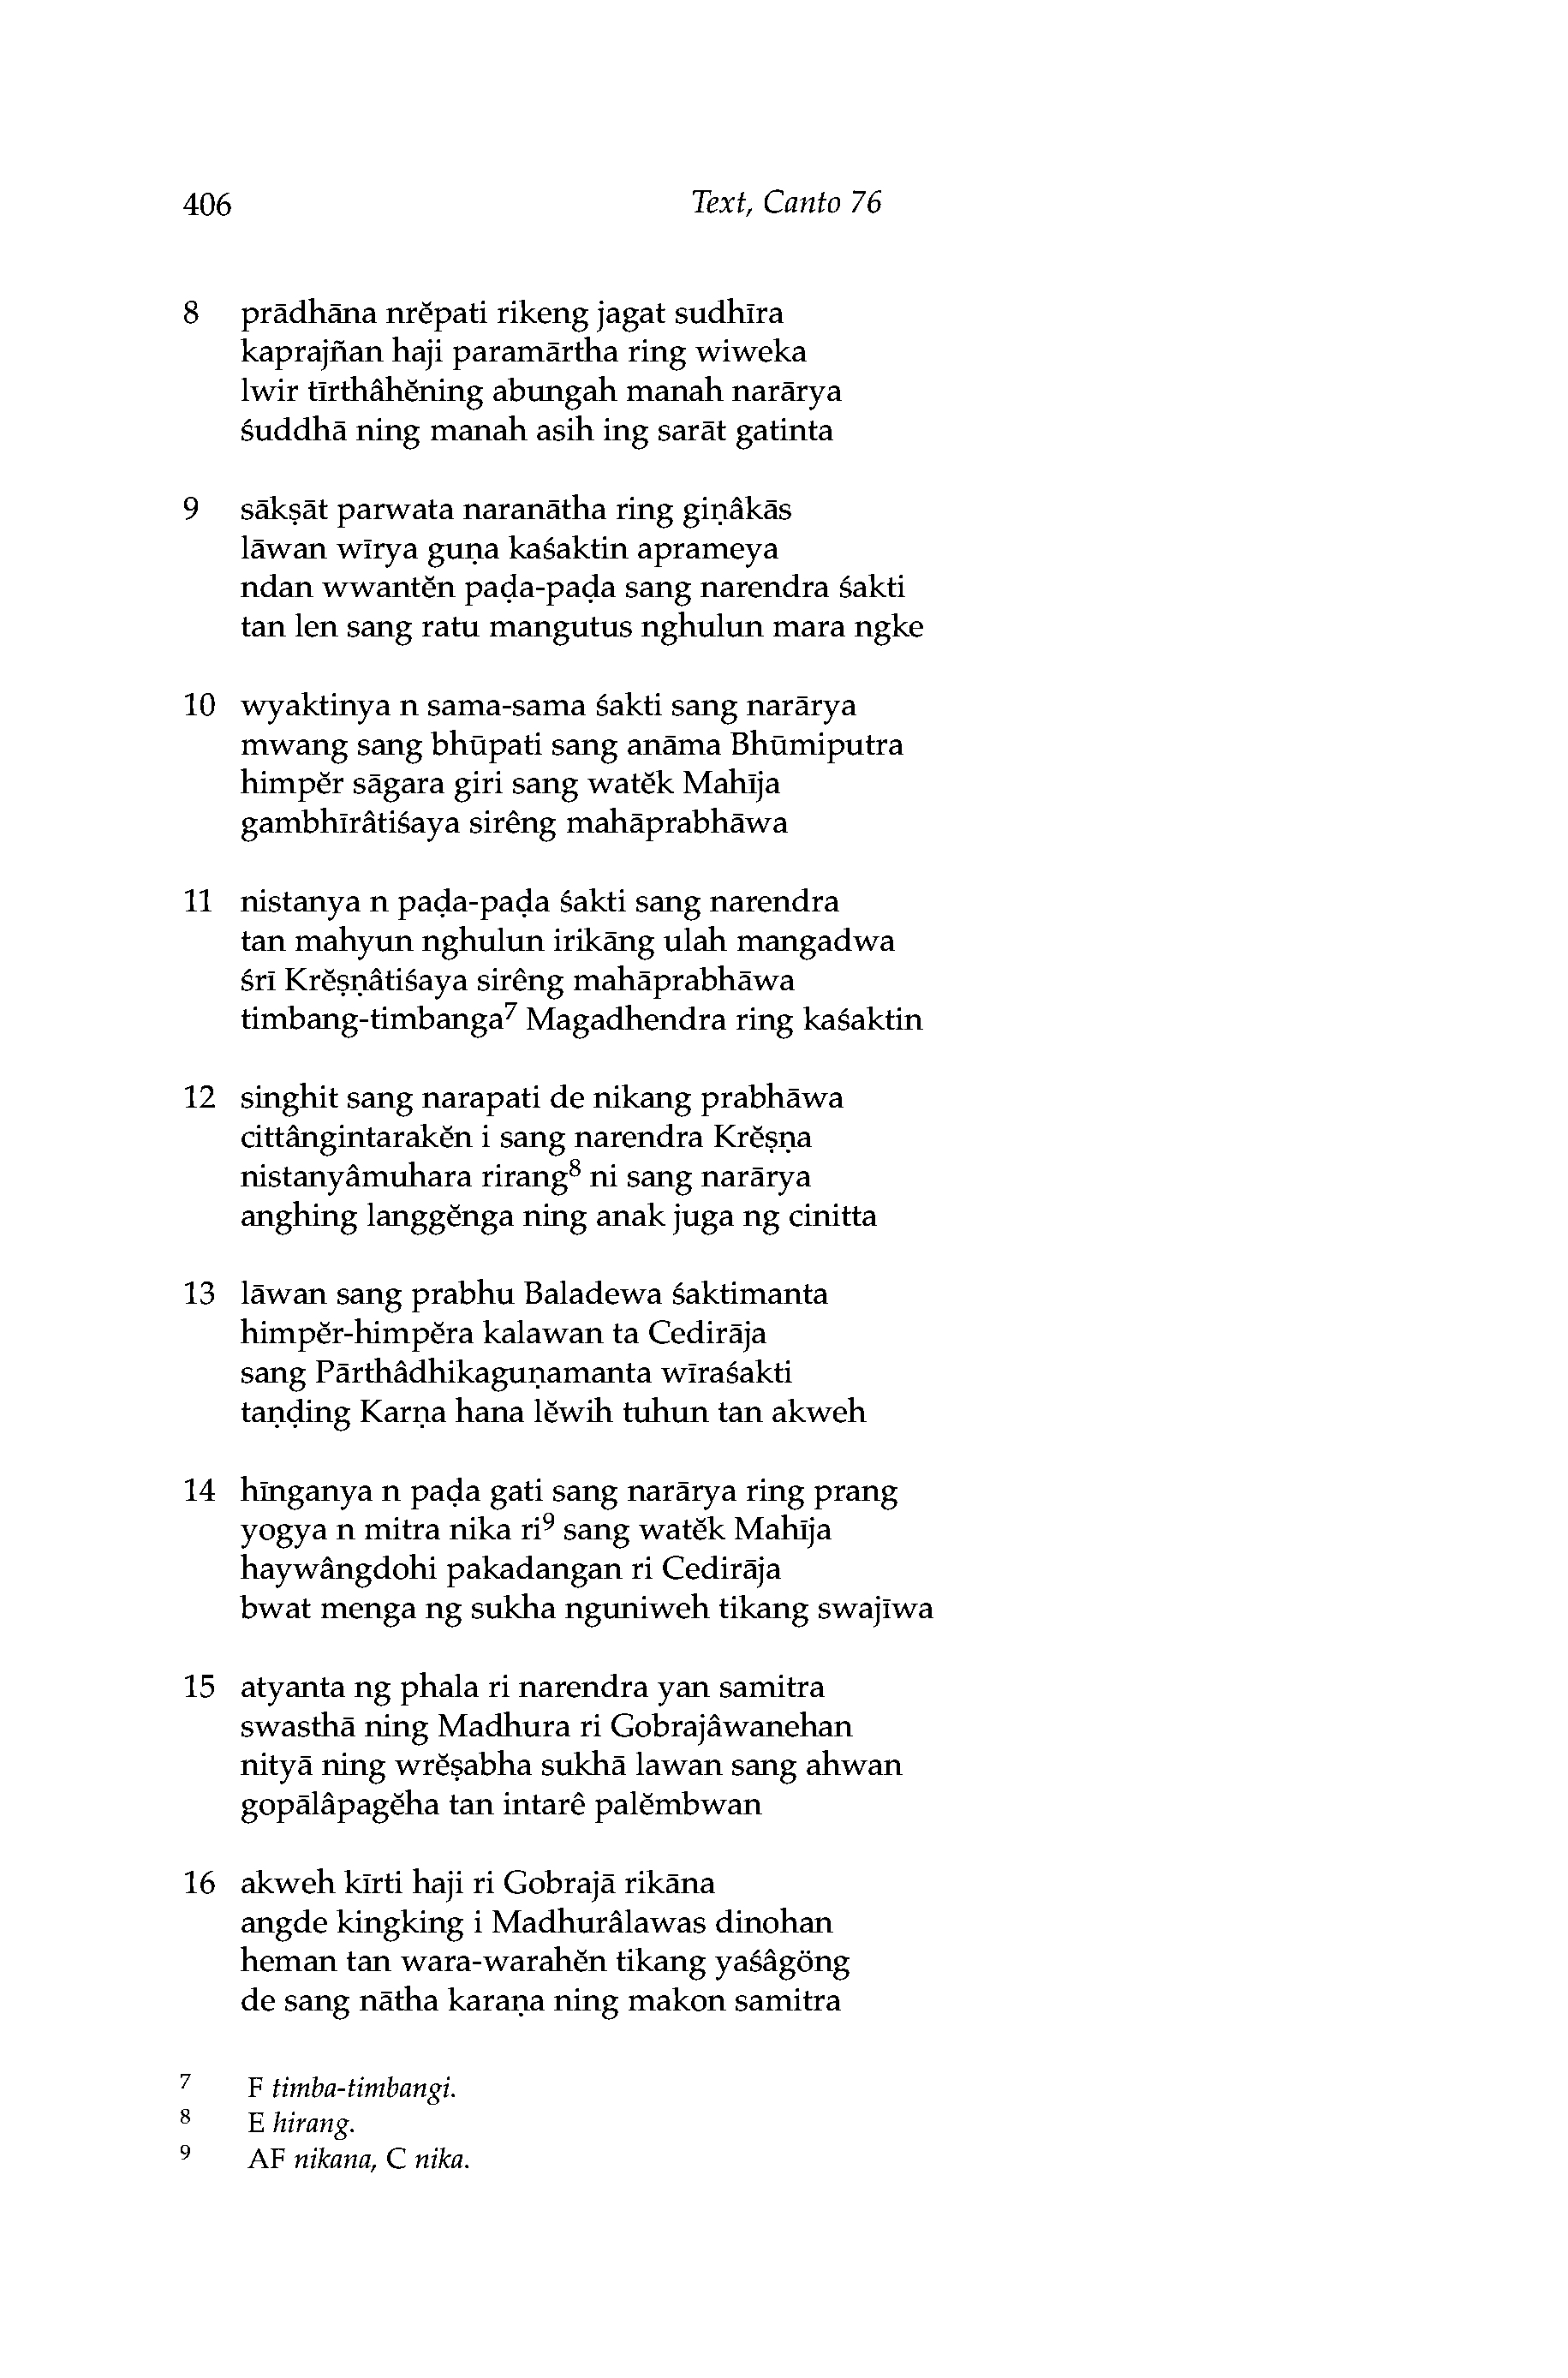 406 Text, Canto 76
8 prādhāna nrĕpati rikeng jagat sudhīra
kaprajñan haji paramārtha ring wiweka
lwir tīrthâhĕning abungah manah narārya
śuddhā ning manah asih ing sarāt gatinta
9 sākṣāt parwata naranātha ring giṇâkās
lāwan wīrya guṇa kaśaktin aprameya
ndan wwantĕn paḍa-paḍa sang narendra śakti
tan len sang ratu mangutus nghulun mara ngke
10 wyaktinya n sama-sama śakti sang narārya
mwang sang bhūpati sang anāma Bhūmiputra
himpĕr sāgara giri sang watĕk Mahīja
gambhīrâtiśaya sirêng mahāprabhāwa
11 nistanya n paḍa-paḍa śakti sang narendra
tan mahyun nghulun irikāng ulah mangadwa
śrī Krĕṣṇâtiśaya sirêng mahāprabhāwa
timbang-timbanga⁷ Magadhendra ring kaśaktin
12 singhit sang narapati de nikang prabhāwa
cittângintarakĕn i sang narendra Krĕṣṇa
nistanyâmuhara rirang⁸ ni sang narārya
anghing langgĕnga ning anak juga ng cinitta
13 lāwan sang prabhu Baladewa śaktimanta
himpĕr-himpĕra kalawan ta Cedirāja
sang Pārthâdhikaguṇamanta wīraśakti
taṇḍing Karṇa hana lĕwih tuhun tan akweh
14 hīnganya n paḍa gati sang narārya ring prang
yogya n mitra nika ri⁹ sang watĕk Mahīja
haywângdohi pakadangan ri Cedirāja
bwat menga ng sukha nguniweh tikang swajīwa
15 atyanta ng phala ri narendra yan samitra
swasthā ning Madhura ri Gobrajâwanehan
nityā ning wrĕṣabha sukhā lawan sang ahwan
gopālâpagĕha tan intarê palĕmbwan
16 akweh kīrti haji ri Gobrajā rikāna
angde kingking i Madhurâlawas dinohan
heman tan wara-warahĕn tikang yaśâgöng
de sang nātha karaṇa ning makon samitra
7 F timba-timbangi.
8 E hirang.
9 AF nikana, C nika.